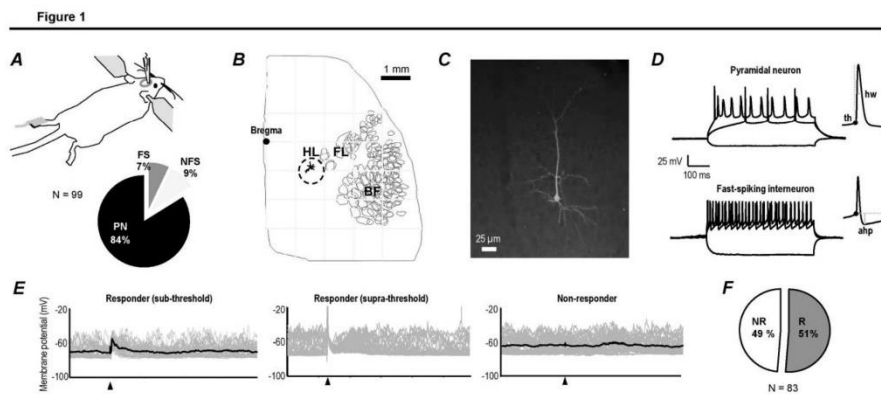 Figure 1
A
FS
7%
NFS
9%
N = 99
PN
84%
B
1 mm
Bregma
HL
FL
BF
C
25 µm
D
Pyramidal neuron
hw
th
25 mV
100 ms
Fast-spiking interneuron
ahp
E
Responder (sub-threshold)
Responder (supra-threshold)
Non-responder
Membrane potential (mV)
-20
-60
-100
-20
-60
-100
-20
-60
-100
F
NR
49 %
R
51%
N = 83